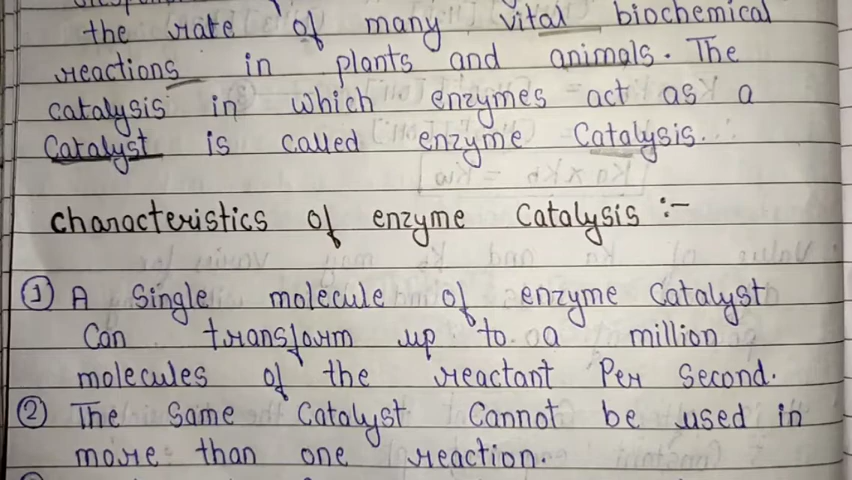 the rate of many vital biochemical
reactions in plants and animals. The
catalysis in which enzymes act as a
Catalyst is called enzyme Catalysis.
characteristics of enzyme Catalysis :-
① A Single molecule of enzyme Catalyst
Can transform up to a million
molecules of the reactant Per Second.
② The Same Catalyst Cannot be used in
more than one reaction.